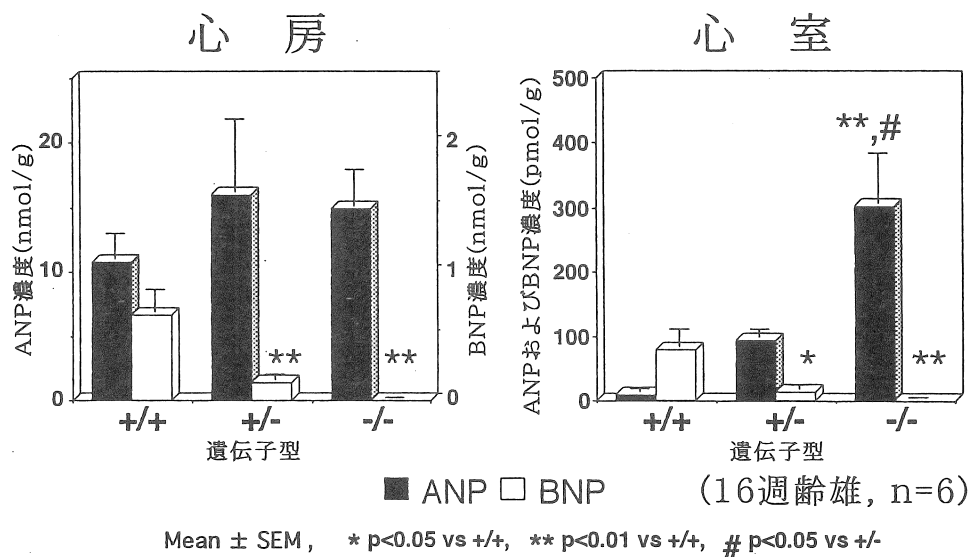 心 房
ANP濃度(nmol/g)
20
10
0
2
1
0
BNP濃度(nmol/g)
**
**
+/+ +/- -/-
遺伝子型
心 室
ANPおよびBNP濃度(pmol/g)
500
400
300
200
100
0
**,#
*
**
+/+ +/- -/-
遺伝子型
ANP BNP
(16週齢雄, n=6)
Mean ± SEM, * p<0.05 vs +/+, ** p<0.01 vs +/+, # p<0.05 vs +/-